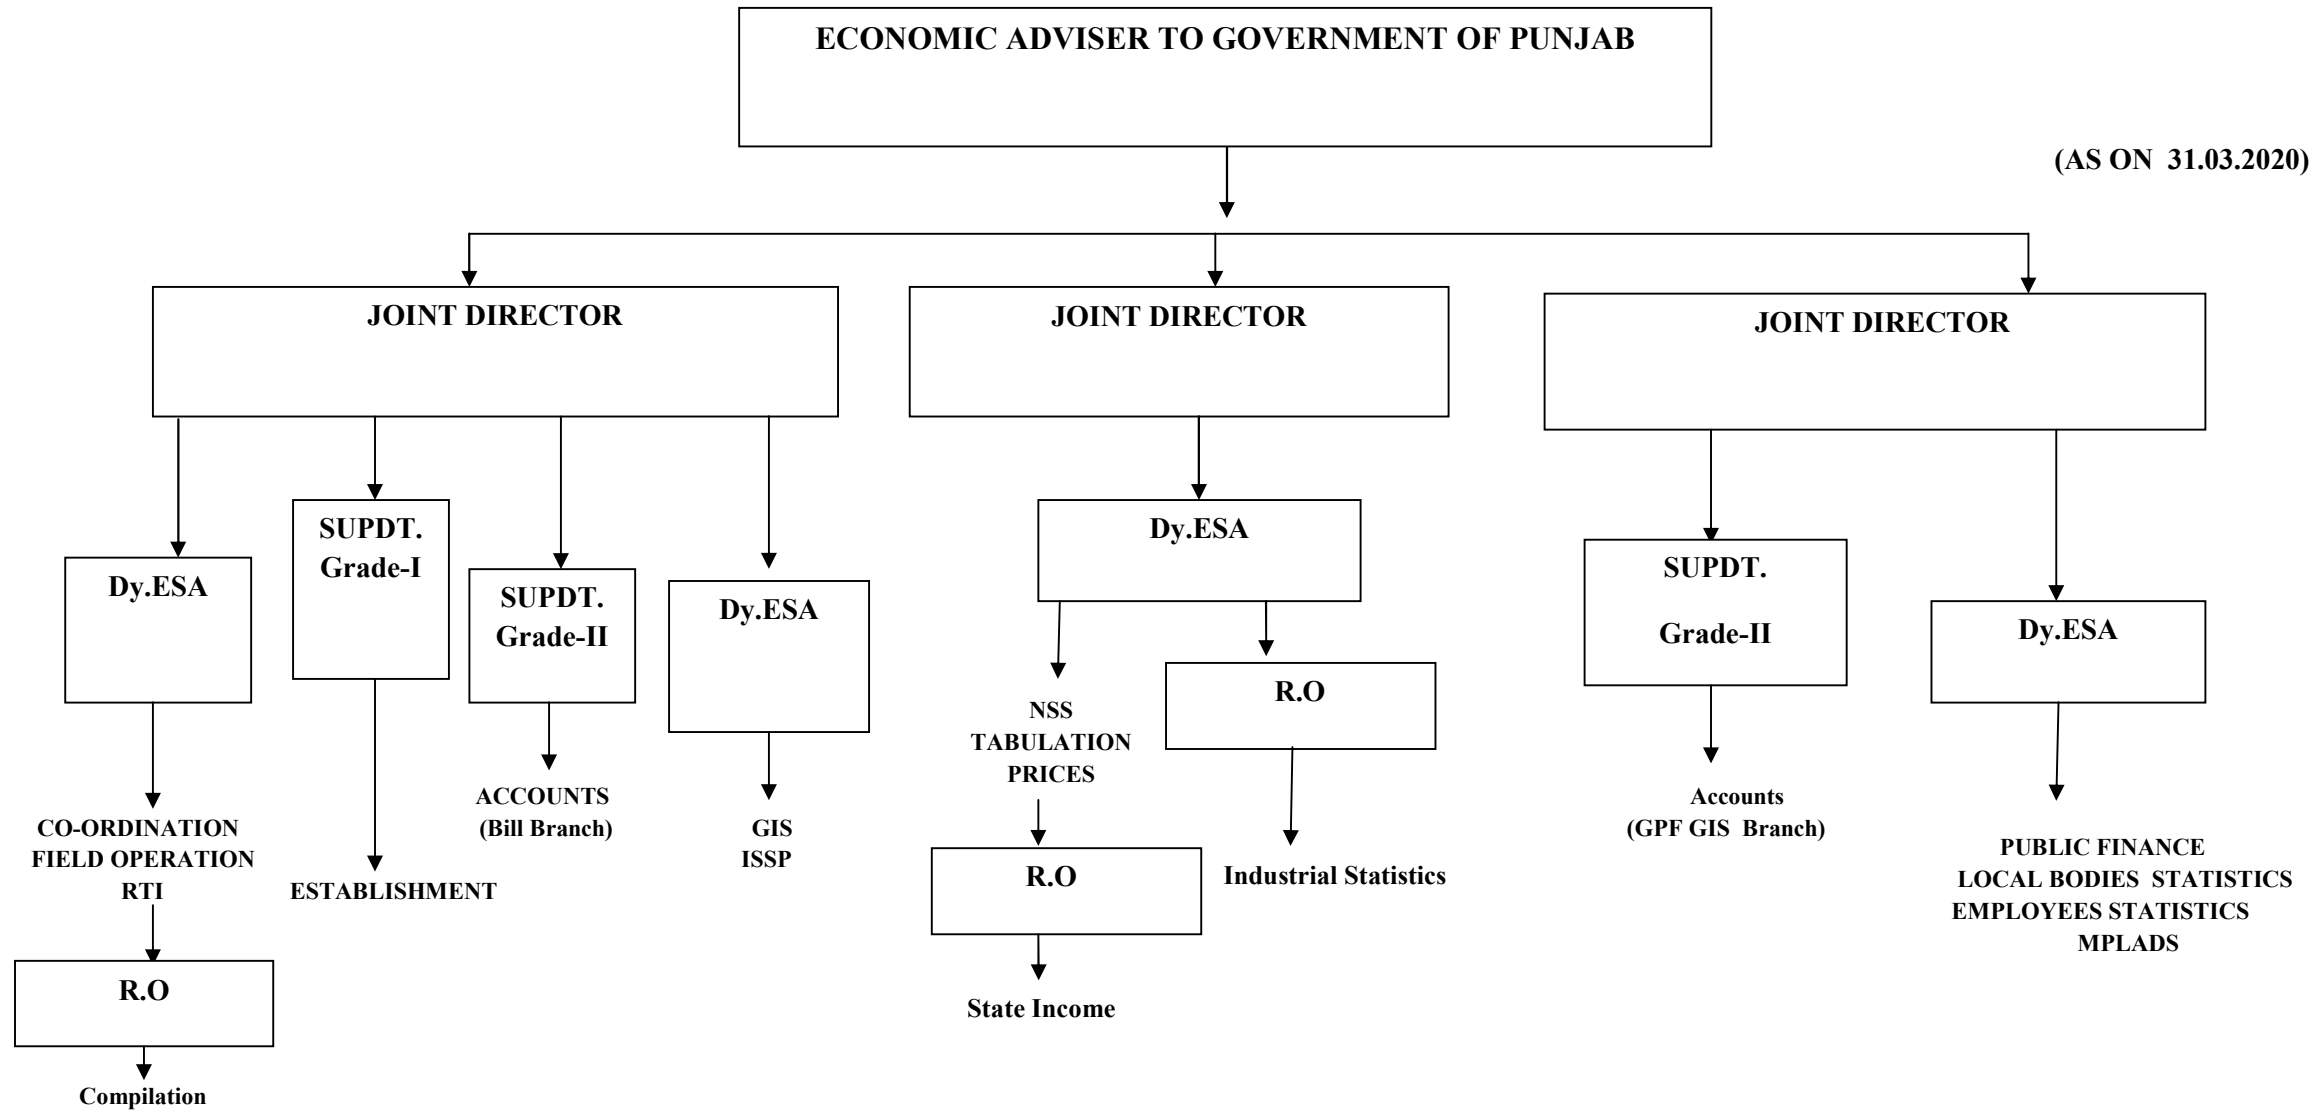 ECONOMIC ADVISER TO GOVERNMENT OF PUNJAB
(AS ON 31.03.2020)
JOINT DIRECTOR
JOINT DIRECTOR
JOINT DIRECTOR
Dy.ESA
SUPDT.
Grade-I
SUPDT.
Grade-II
Dy.ESA
Dy.ESA
SUPDT.
Grade-II
Dy.ESA
CO-ORDINATION
FIELD OPERATION
RTI
ESTABLISHMENT
ACCOUNTS
(Bill Branch)
GIS
ISSP
NSS
TABULATION
PRICES
R.O
Accounts
(GPF GIS Branch)
PUBLIC FINANCE
LOCAL BODIES STATISTICS
EMPLOYEES STATISTICS
MPLADS
R.O
Industrial Statistics
R.O
State Income
Compilation